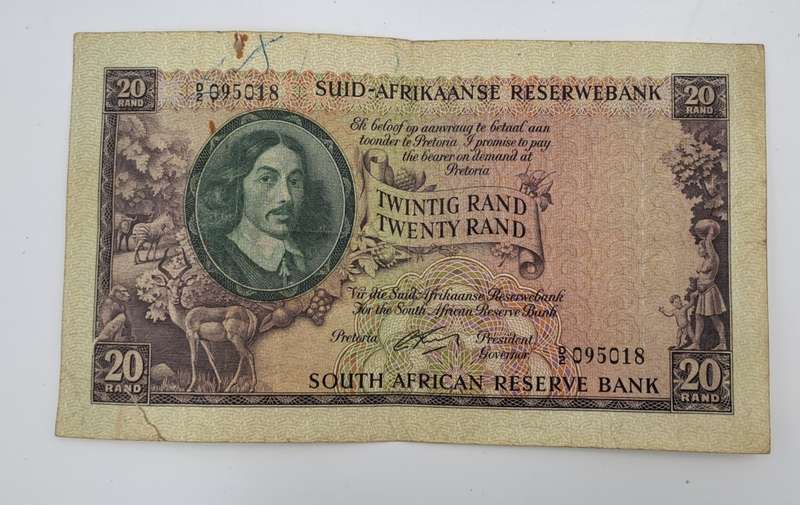 20 RAND
D/2 095018 SUID-AFRIKAANSE RESERWEBANK
20 RAND
Ek beloof op aanvraag te betaal aan
toonder te Pretoria I promise to pay
the bearer on demand at
Pretoria
TWINTIG RAND
TWENTY RAND
Vir die Suid-Afrikaanse Reserwebank
For the South African Reserve Bank
Pretoria President
Governor
D/2 095018
20 RAND
SOUTH AFRICAN RESERVE BANK
20 RAND